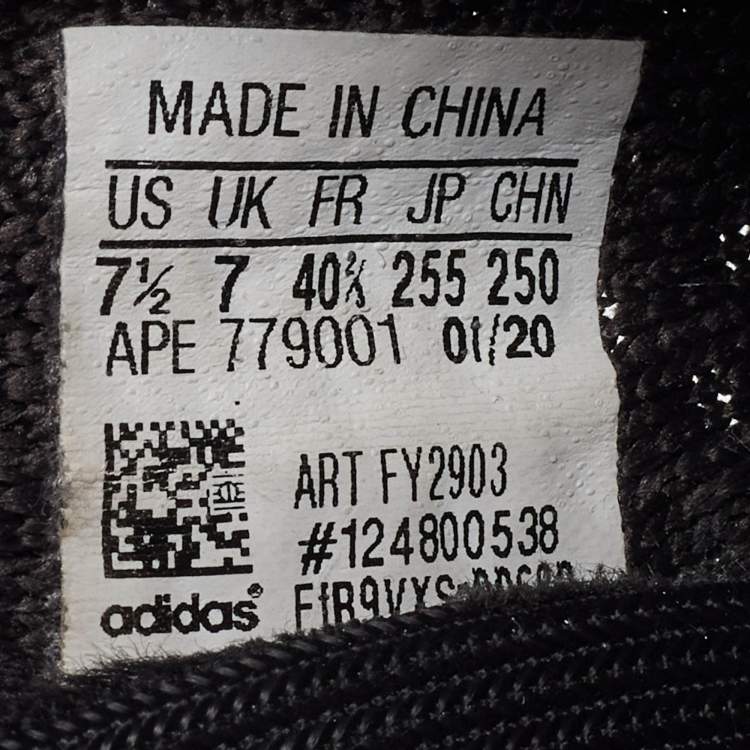 MADE IN CHINA
US UK FR JP CHN
7½ 7 40⅔ 255 250
APE 779001 01/20
ART FY2903
#124800538
adidas®